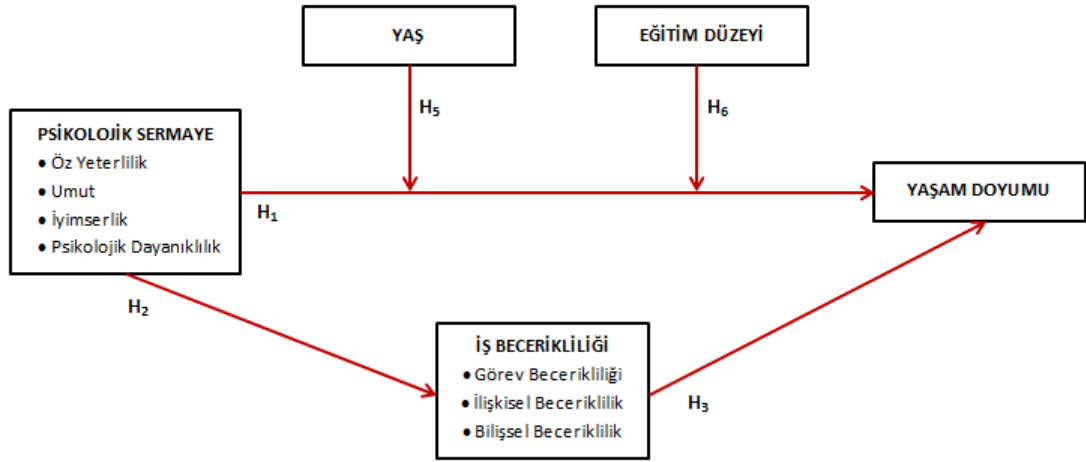 YAŞ
EĞİTİM DÜZEYİ
H5
H6
PSİKOLOJİK SERMAYE
● Öz Yeterlilik
● Umut
● İyimserlik
● Psikolojik Dayanıklılık
H1
YAŞAM DOYUMU
H2
İŞ BECERİKLİLİĞİ
● Görev Becerikliliği
● İlişkisel Beceriklilik
● Bilişsel Beceriklilik
H3